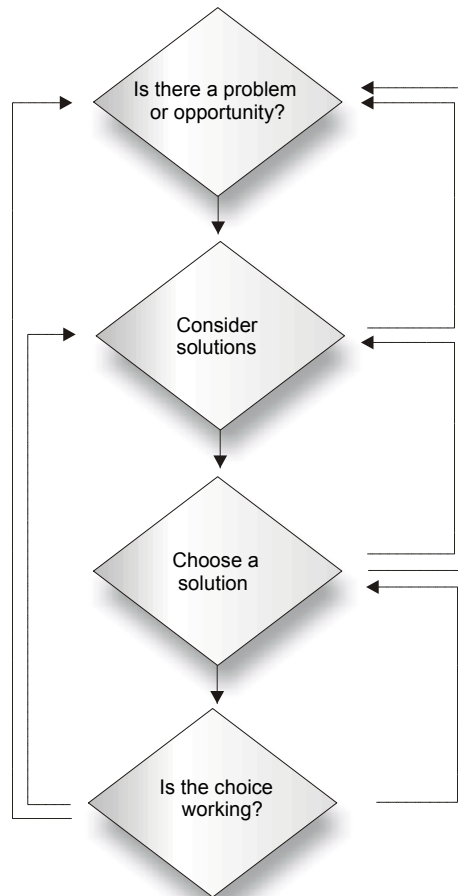 Is there a problem
or opportunity?
Consider
solutions
Choose a
solution
Is the choice
working?